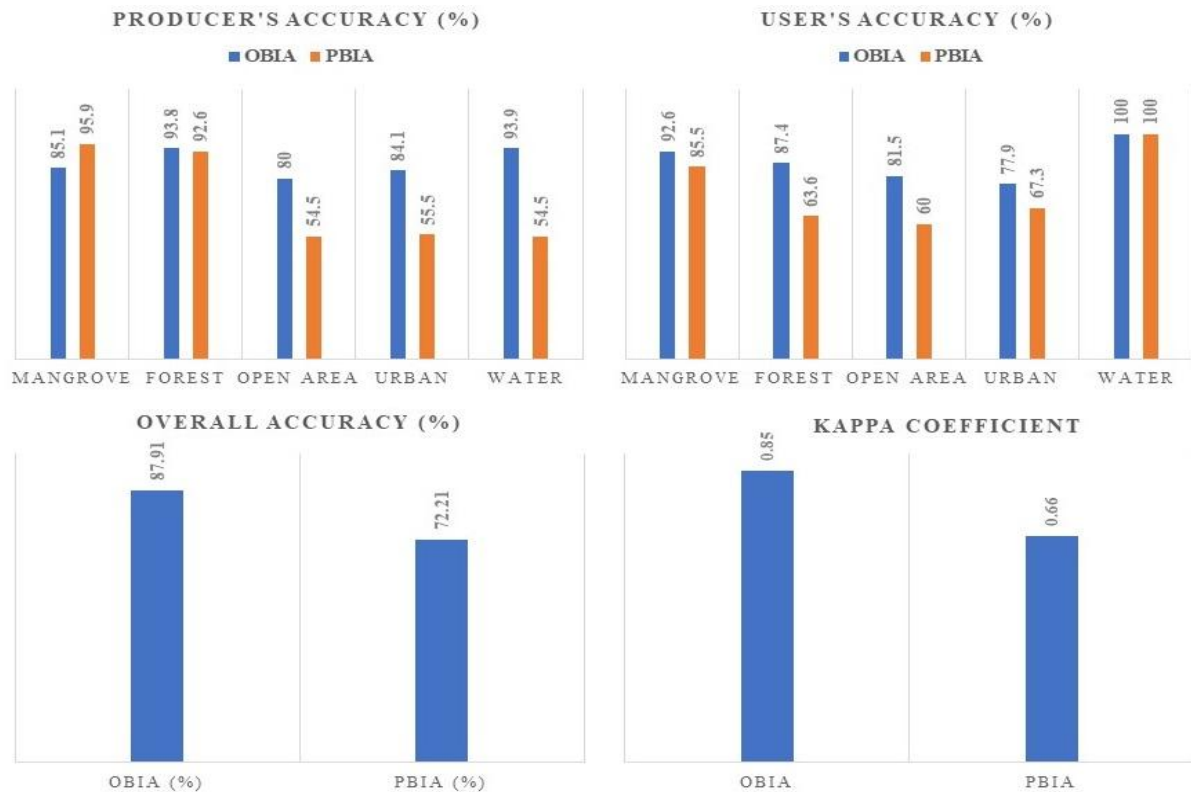 PRODUCER'S ACCURACY (%)
OBIA PBIA
85.1 95.9 93.8 92.6 80 54.5 84.1 55.5 93.9 54.5
MANGROVE FOREST OPEN AREA URBAN WATER
USER'S ACCURACY (%)
OBIA PBIA
92.6 85.5 87.4 63.6 81.5 60 77.9 67.3 100 100
MANGROVE FOREST OPEN AREA URBAN WATER
OVERALL ACCURACY (%)
87.91 72.21
OBIA (%) PBIA (%)
KAPPA COEFFICIENT
0.85 0.66
OBIA PBIA